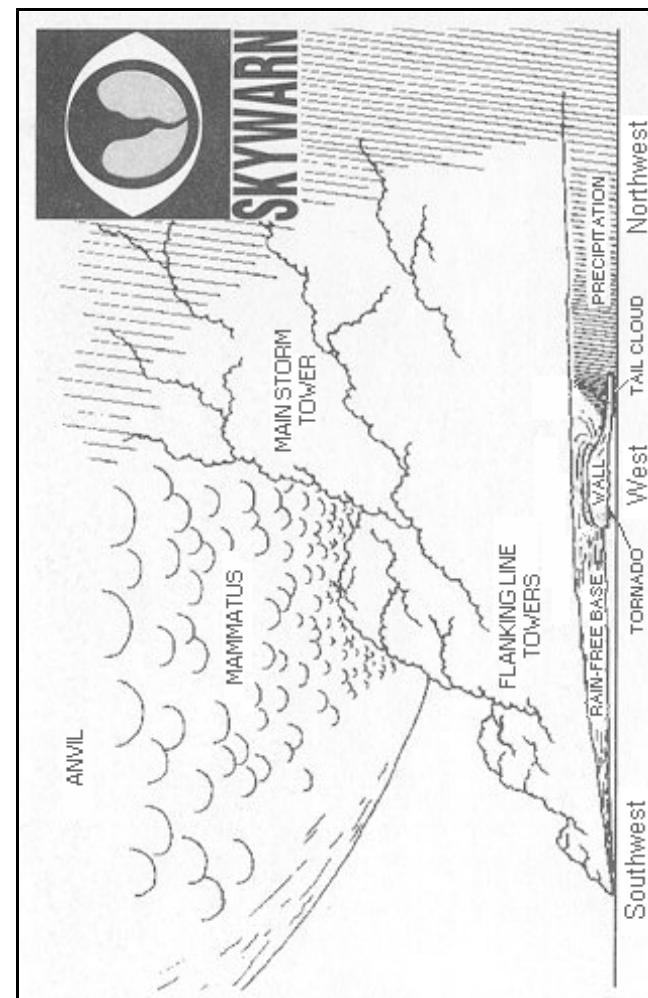 SKYWARN
ANVIL
MAMMATUS
MAIN STORM
TOWER
FLANKING LINE
TOWERS
RAIN-FREE BASE
WALL
PRECIPITATION
TORNADO
TAIL CLOUD
Southwest
West
Northwest